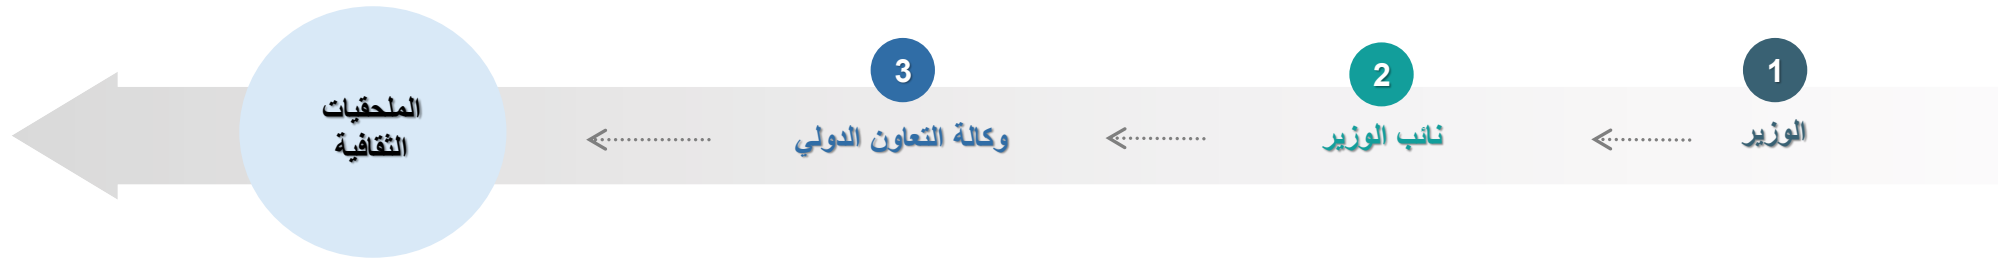 1
الوزير
2
نائب الوزير
3
وكالة التعاون الدولي
الملحقيات
الثقافية